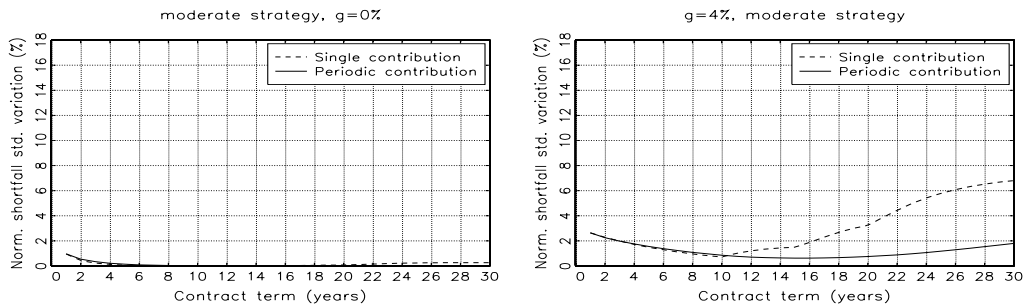 moderate strategy, g=0%
Norm. shortfall std. variation (%)
18
16
14
12
10
8
6
4
2
0
Single contribution
Periodic contribution
0 2 4 6 8 10 12 14 16 18 20 22 24 26 28 30
Contract term (years)
g=4%, moderate strategy
Norm. shortfall std. variation (%)
18
16
14
12
10
8
6
4
2
0
Single contribution
Periodic contribution
0 2 4 6 8 10 12 14 16 18 20 22 24 26 28 30
Contract term (years)